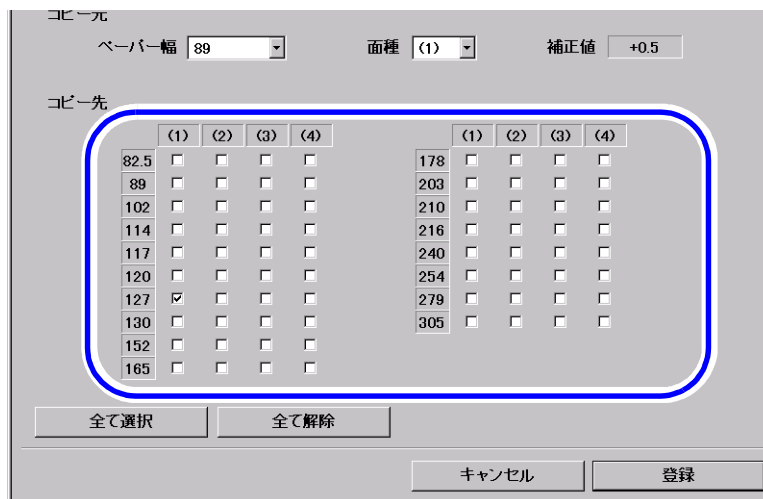 コピー元
ペーパー幅 89 面種 (1) 補正値 +0.5
コピー先
(1) (2) (3) (4) (1) (2) (3) (4)
82.5 178
89 203
102 210
114 216
117 240
120 254
127 279
130 305
152
165
全て選択 全て解除
キャンセル 登録